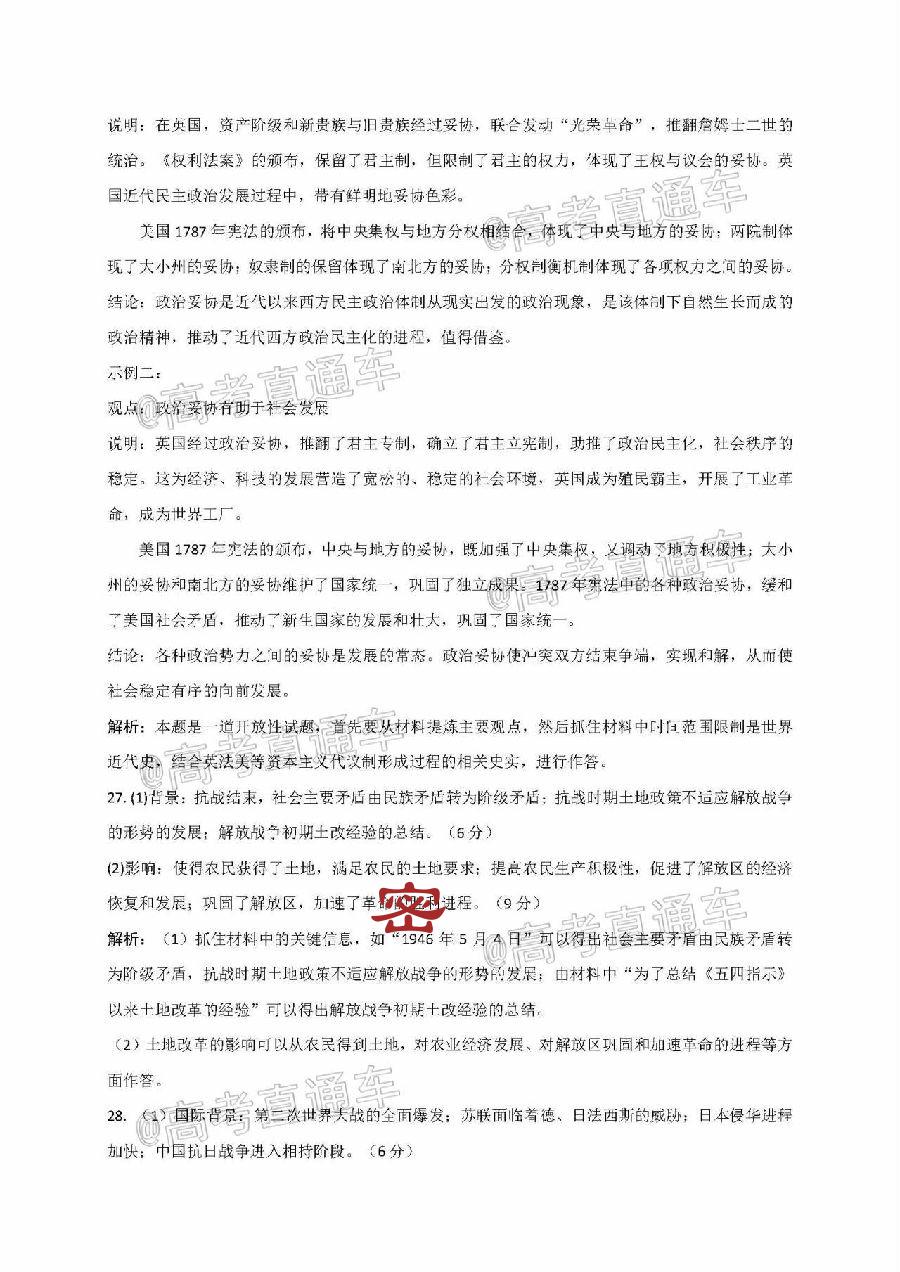 说明：在英国，资产阶级和新贵族与旧贵族经过妥协，联合发动“光荣革命”，推翻詹姆士二世的
统治。《权利法案》的颁布，保留了君主制，但限制了君主的权力，体现了王权与议会的妥协。英
国近代民主政治发展过程中，带有鲜明地妥协色彩。
@高考直通车
美国 1787 年宪法的颁布，将中央集权与地方分权相结合，体现了中央与地方的妥协；两院制体
现了大小州的妥协；奴隶制的保留体现了南北方的妥协；分权制衡机制体现了各项权力之间的妥协。
结论：政治妥协是近代以来西方民主政治体制从现实出发的政治现象，是该体制下自然生长而成的
政治精神，推动了近代西方政治民主化的进程，值得借鉴。
示例二：
@高考直通车
观点：政治妥协有助于社会发展
说明：英国经过政治妥协，推翻了君主专制，确立了君主立宪制，助推了政治民主化，社会秩序的
稳定。这为经济、科技的发展营造了宽松的、稳定的社会环境，英国成为殖民霸主，开展了工业革
命，成为世界工厂。
美国 1787 年宪法的颁布，中央与地方的妥协，既加强了中央集权，又调动了地方积极性；大小
州的妥协和南北方的妥协维护了国家统一，巩固了独立成果。1787 年宪法中的各种政治妥协，缓和
@高考直通车
了美国社会矛盾，推动了新生国家的发展和壮大，巩固了国家统一。
结论：各种政治势力之间的妥协是发展的常态。政治妥协使冲突双方结束争端，实现和解，从而使
社会稳定有序的向前发展。
解析：本题是一道开放性试题，首先要从材料提炼主要观点，然后抓住材料中时间范围限制是世界
近代史，结合英法美等资本主义代议制形成过程的相关史实，进行作答。
@高考直通车
27. (1)背景：抗战结束，社会主要矛盾由民族矛盾转为阶级矛盾；抗战时期土地政策不适应解放战争
的形势的发展；解放战争初期土改经验的总结。（6 分）
(2)影响：使得农民获得了土地，满足农民的土地要求；提高农民生产积极性，促进了解放区的经济
恢复和发展；巩固了解放区，加速了革命的胜利进程。（9 分）
密
@高考直通车
解析：（1）抓住材料中的关键信息，如“1946 年 5 月 4 日”可以得出社会主要矛盾由民族矛盾转
为阶级矛盾，抗战时期土地政策不适应解放战争的形势的发展；由材料中“为了总结《五四指示》
以来土地改革的经验”可以得出解放战争初期土改经验的总结。
（2）土地改革的影响可以从农民得到土地，对农业经济发展、对解放区巩固和加速革命的进程等方
面作答。
28. （1）国际背景：第二次世界大战的全面爆发；苏联面临着德、日法西斯的威胁；日本侵华进程
@高考直通车
加快；中国抗日战争进入相持阶段。（6 分）